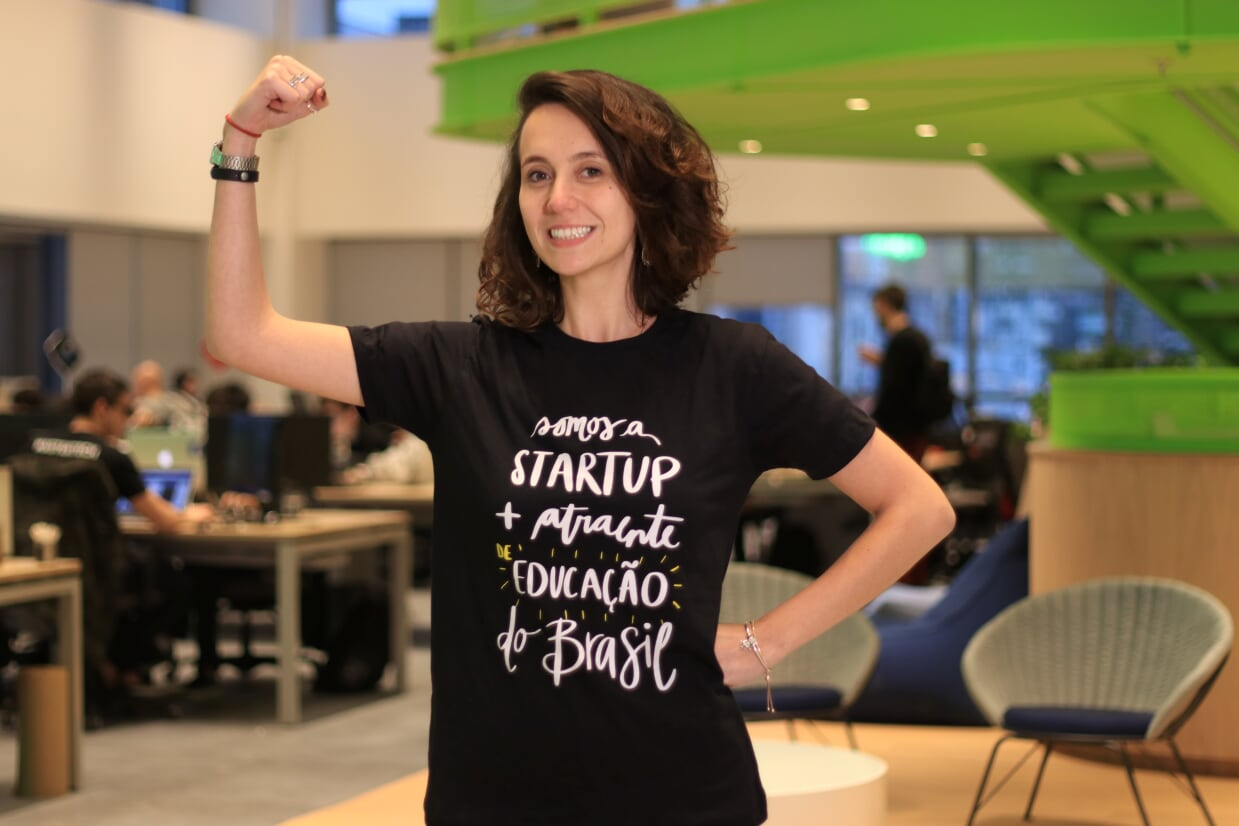 somos a
STARTUP
+ atraente
DE
EDUCAÇÃO
do Brasil